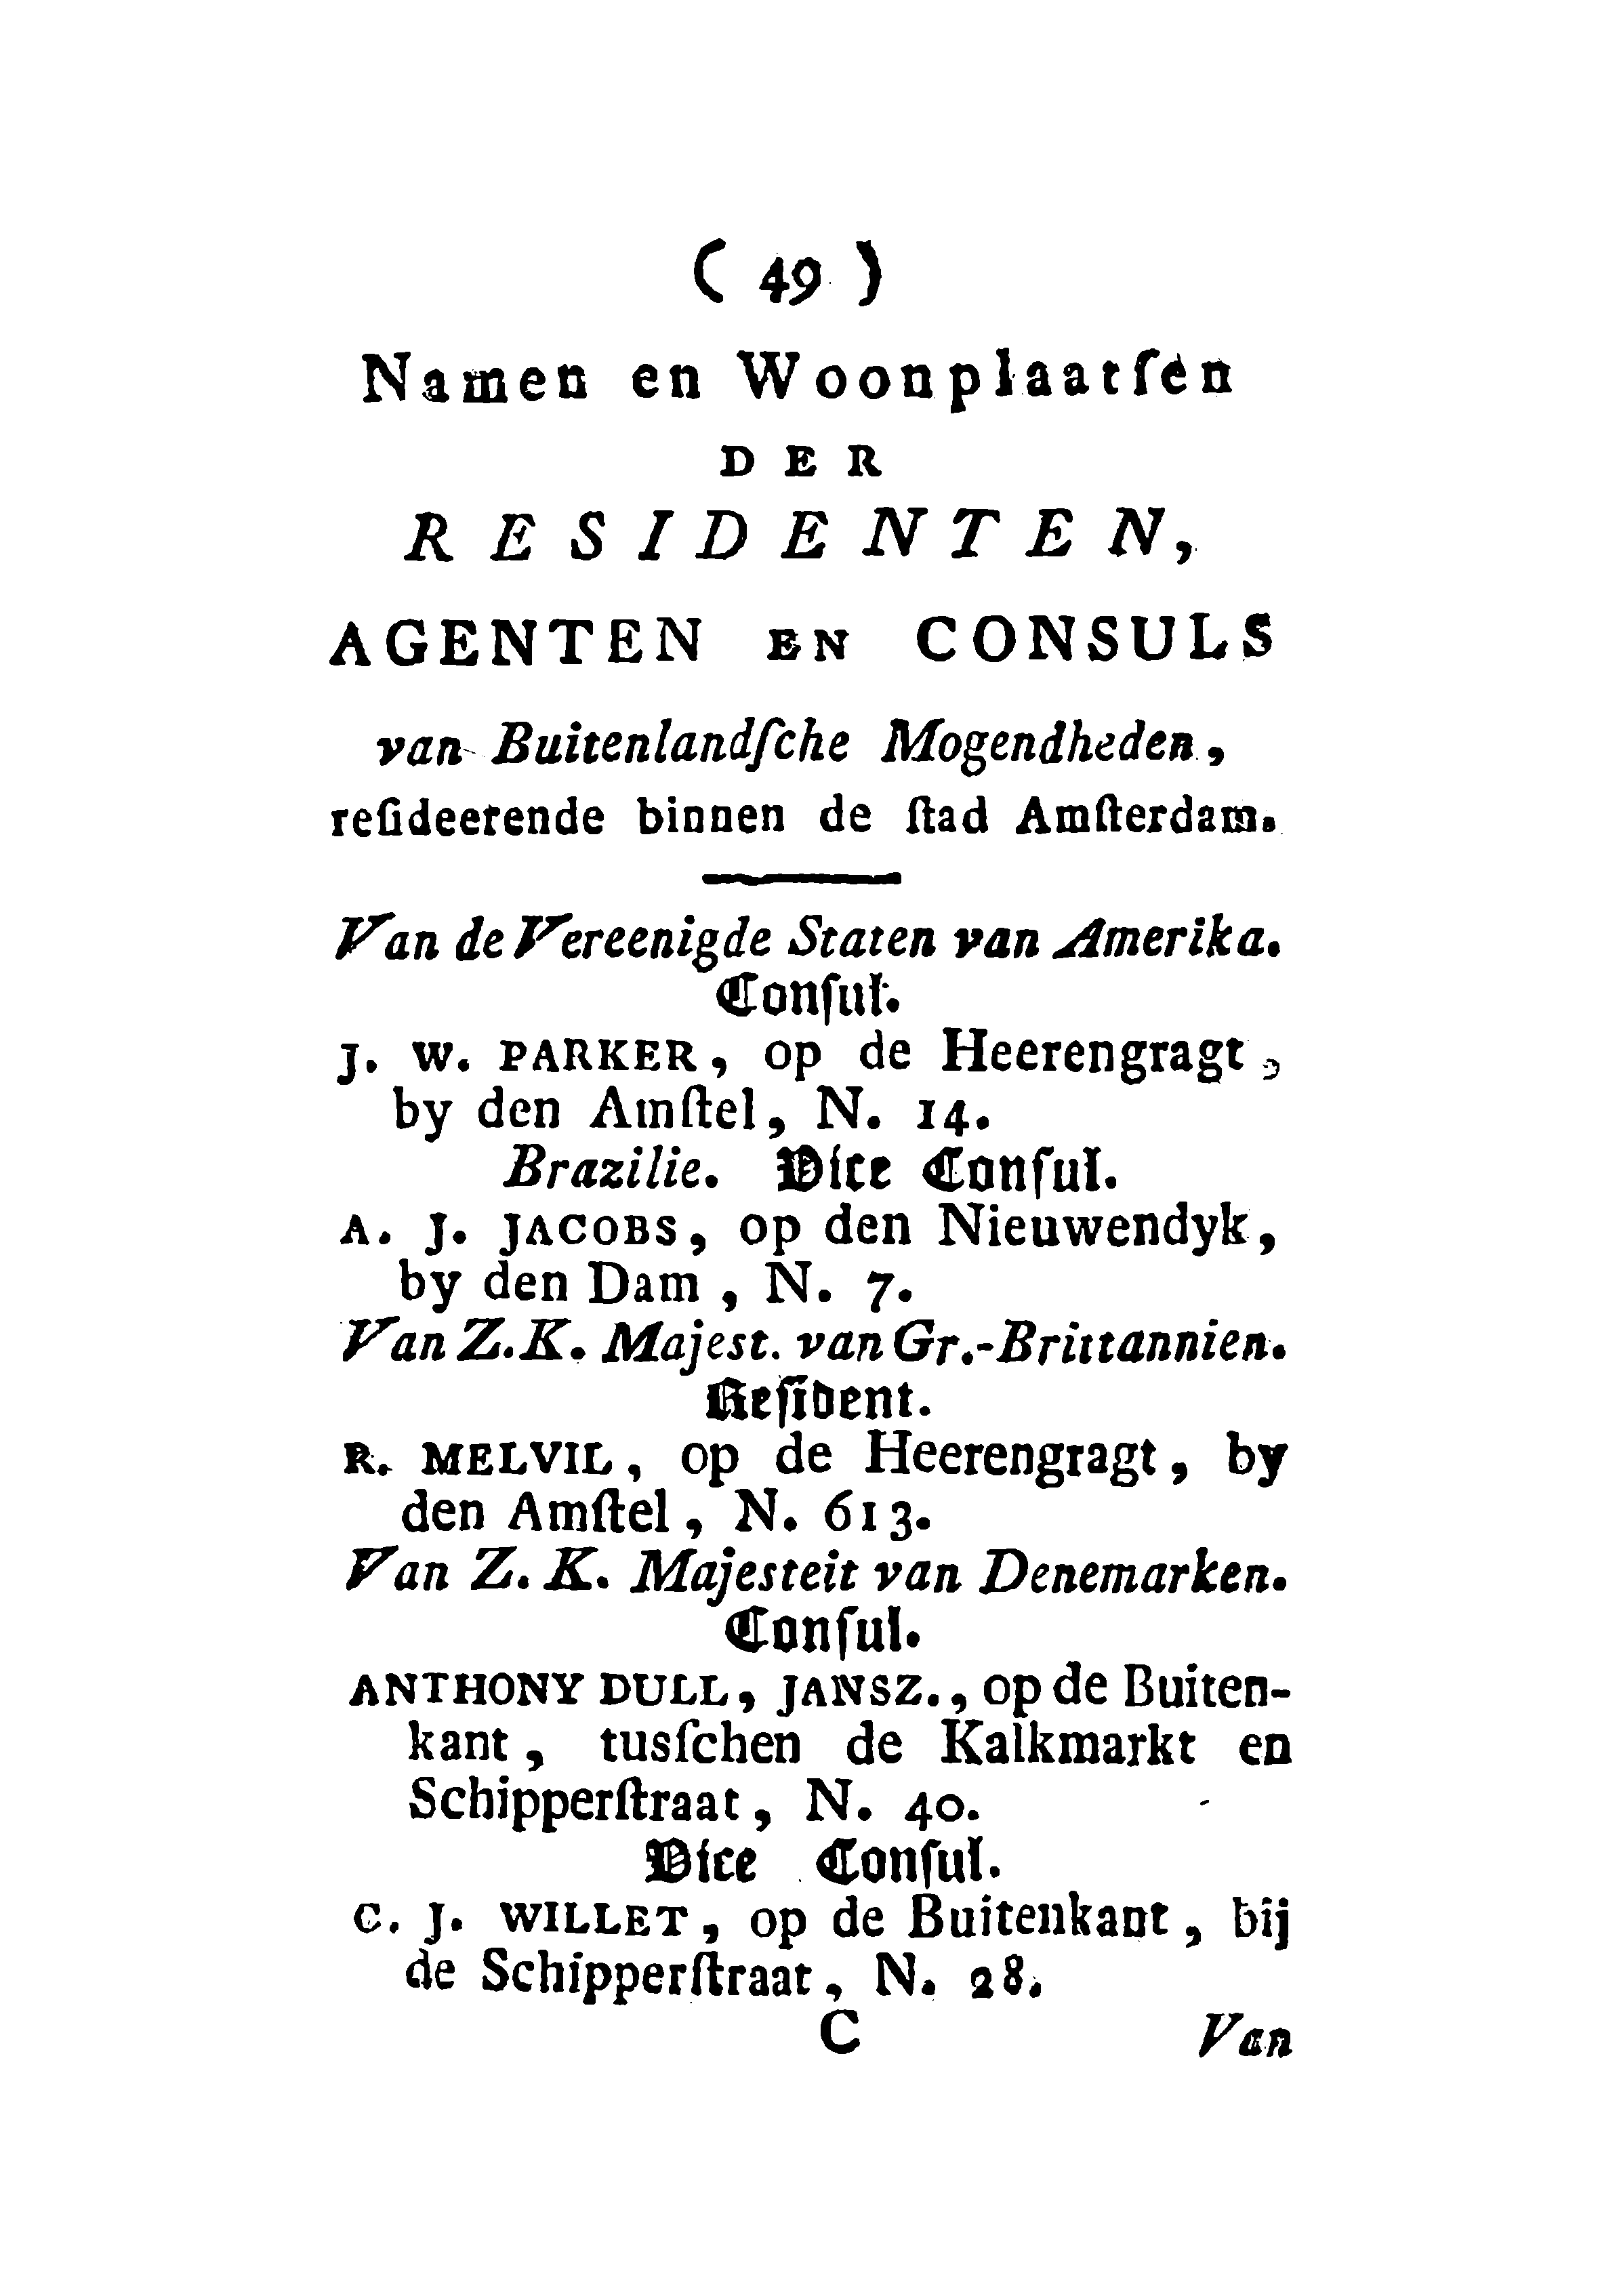 ( 49 )
Namen en Woonplaatſen
DER
RESIDENTEN,
AGENTEN EN CONSULS
van Buitenlandſche Mogendheden,
reſideerende binnen de ſtad Amſterdam.
Van de Vereenigde Staten van Amerika.
Conſul.
J. W. PARKER, op de Heerengragt,
by den Amſtel, N. 14.
Brazilie. Vice Conſul.
A. J. JACOBS, op den Nieuwendyk,
by den Dam, N. 7.
Van Z.K. Majest. van Gr.-Brittannien.
Reſident.
R. MELVIL, op de Heerengragt, by
den Amſtel, N. 613.
Van Z. K. Majesteit van Denemarken.
Conſul.
ANTHONY DULL, JANSZ., op de Buiten-
kant, tusſchen de Kalkmarkt en
Schipperſtraat, N. 40.
Vice Conſul.
C. J. WILLET, op de Buitenkant, bij
de Schipperſtraat, N. 28.
C Van